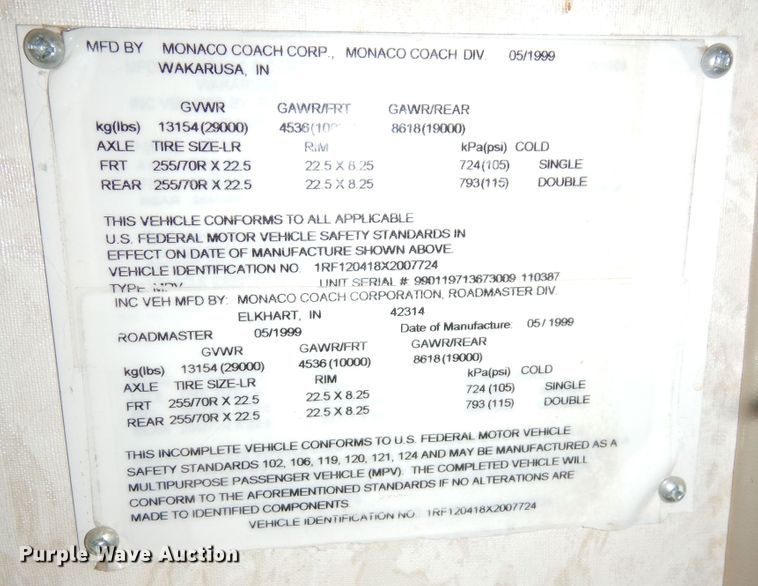 MFD BY MONACO COACH CORP., MONACO COACH DIV. 05/1999
WAKARUSA, IN
GVWR GAWR/FRT GAWR/REAR
kg(lbs) 13154 (29000) 4536(10 8618 (19000)
AXLE TIRE SIZE-LR RIM kPa(psi) COLD
FRT 255/70R X 22.5 22.5 X 8.25 724 (105) SINGLE
REAR 255/70R X 22.5 22.5 X 8.25 793 (115) DOUBLE
THIS VEHICLE CONFORMS TO ALL APPLICABLE
U.S. FEDERAL MOTOR VEHICLE SAFETY STANDARDS IN
EFFECT ON DATE OF MANUFACTURE SHOWN ABOVE.
VEHICLE IDENTIFICATION NO. 1RF120418X2007724
TYPE: MPV UNIT SERIAL # 990119713673009 110387
INC VEH MFD BY: MONACO COACH CORPORATION, ROADMASTER DIV.
ELKHART, IN 42314
ROADMASTER 05/1999 Date of Manufacture: 05/1999
GVWR GAWR/FRT GAWR/REAR
kg(lbs) 13154 (29000) 4536 (10000) 8618 (19000)
AXLE TIRE SIZE-LR RIM kPa(psi) COLD
FRT 255/70R X 22.5 22.5 X 8.25 724 (105) SINGLE
REAR 255/70R X 22.5 22.5 X 8.25 793 (115) DOUBLE
THIS INCOMPLETE VEHICLE CONFORMS TO U.S. FEDERAL MOTOR VEHICLE
SAFETY STANDARDS 102, 106, 119, 120, 121, 124 AND MAY BE MANUFACTURED AS A
MULTIPURPOSE PASSENGER VEHICLE (MPV). THE COMPLETED VEHICLE WILL
CONFORM TO THE AFOREMENTIONED STANDARDS IF NO ALTERATIONS ARE
MADE TO IDENTIFIED COMPONENTS.
VEHICLE IDENTIFICATION NO. 1RF120418X2007724
Purple Wave Auction